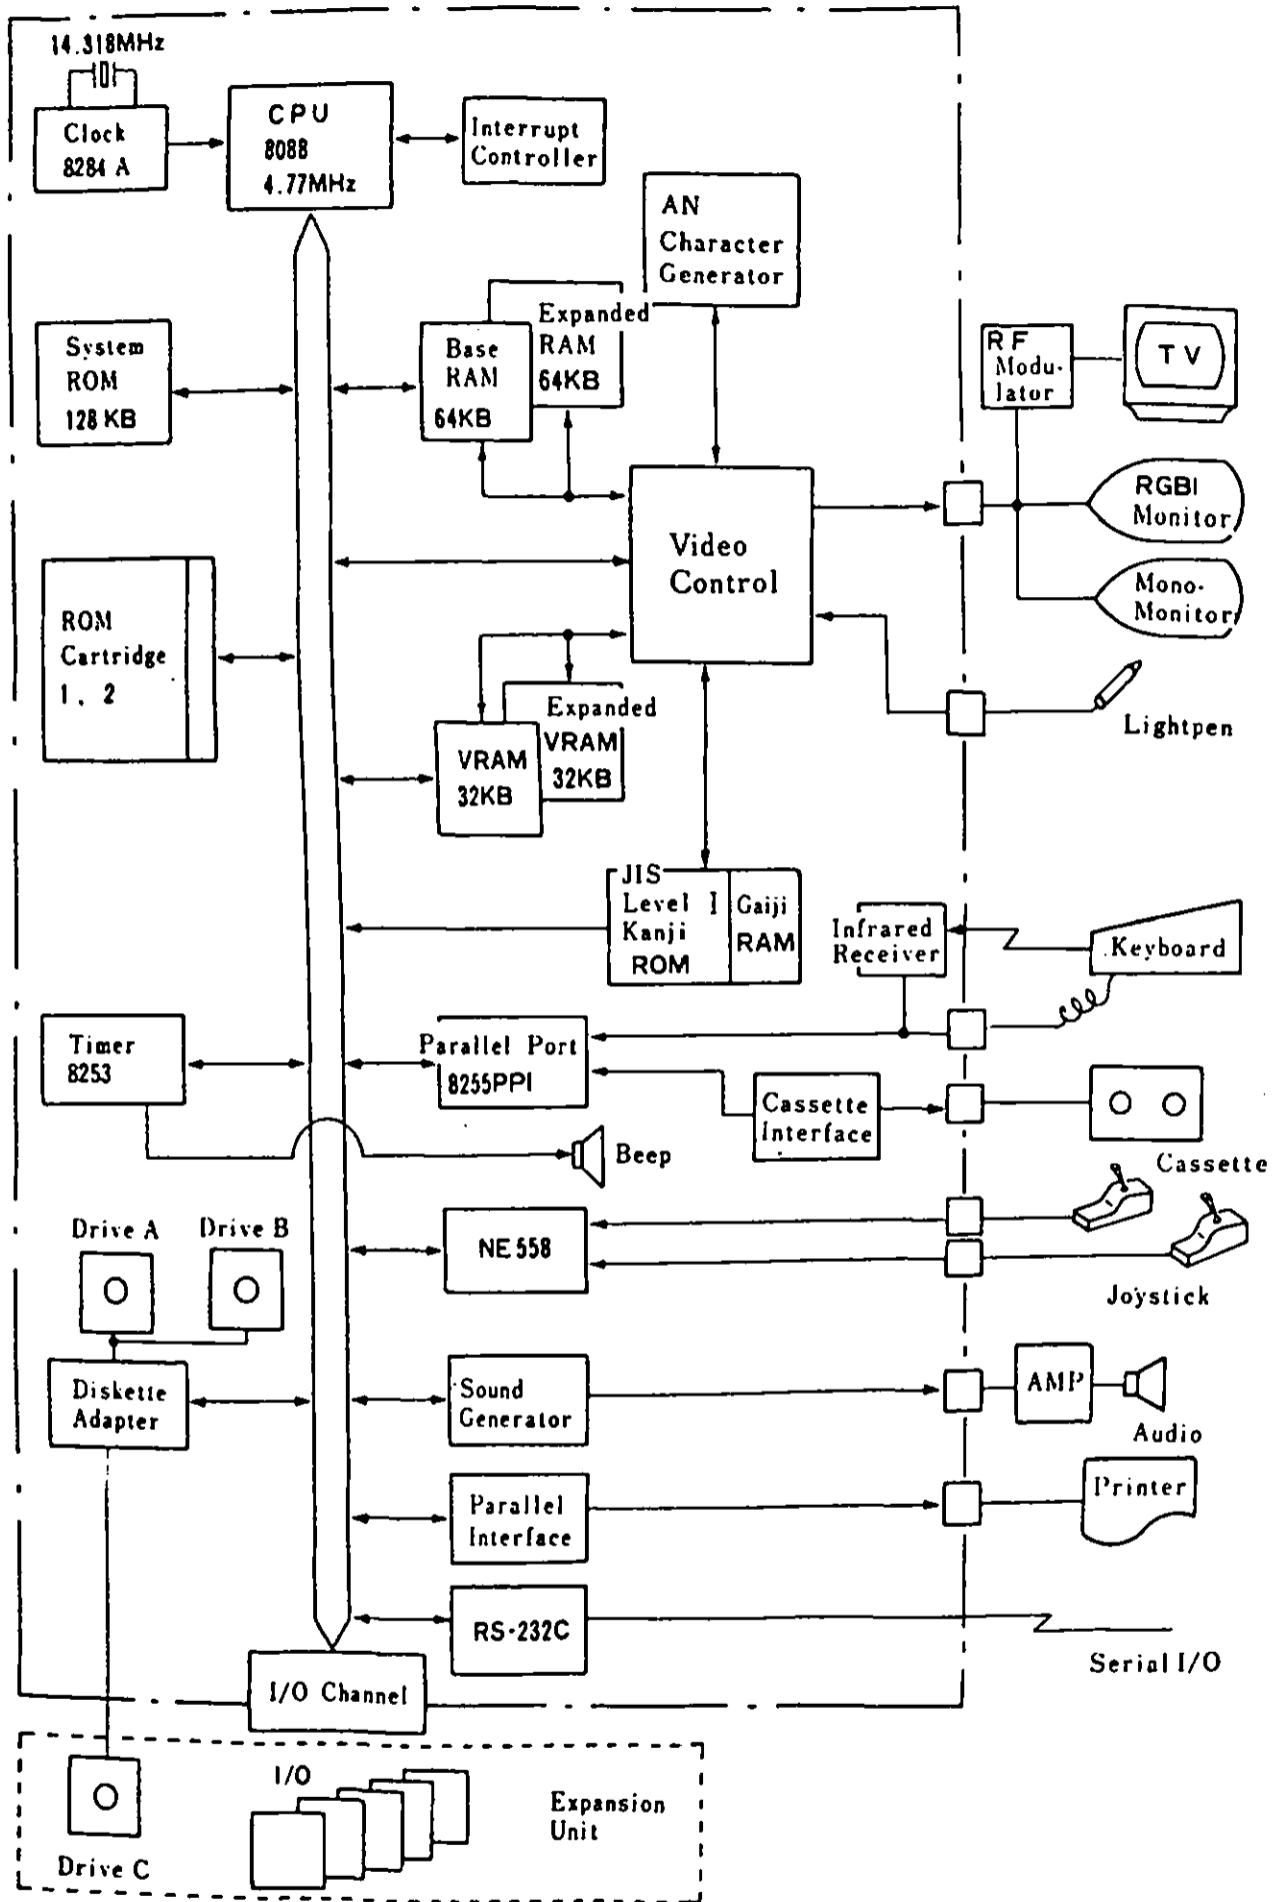 14.318MHz
Clock
8284 A
CPU
8088
4.77MHz
Interrupt
Controller
AN
Character
Generator
System
ROM
128 KB
Base
RAM
64KB
Expanded
RAM
64KB
RF
Modu-
lator
TV
RGBI
Monitor
Mono-
Monitor
Video
Control
ROM
Cartridge
1, 2
Expanded
VRAM
32KB
VRAM
32KB
Lightpen
JIS
Level I
Kanji
ROM
Gaiji
RAM
Infrared
Receiver
Keyboard
Timer
8253
Parallel Port
8255PPI
Cassette
Interface
Cassette
Beep
Drive A
Drive B
NE558
Joystick
Diskette
Adapter
Sound
Generator
AMP
Audio
Parallel
Interface
Printer
RS-232C
Serial I/O
I/O Channel
I/O
Expansion
Unit
Drive C